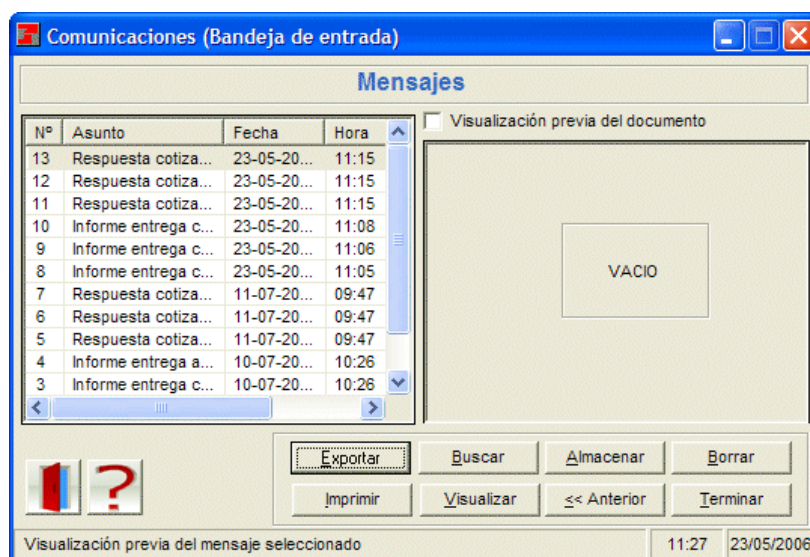 Comunicaciones (Bandeja de entrada)
Mensajes
Nº Asunto Fecha Hora
13 Respuesta cotiza... 23-05-20... 11:15
12 Respuesta cotiza... 23-05-20... 11:15
11 Respuesta cotiza... 23-05-20... 11:15
10 Informe entrega c... 23-05-20... 11:08
9 Informe entrega c... 23-05-20... 11:06
8 Informe entrega c... 23-05-20... 11:05
7 Respuesta cotiza... 11-07-20... 09:47
6 Respuesta cotiza... 11-07-20... 09:47
5 Respuesta cotiza... 11-07-20... 09:47
4 Informe entrega a... 10-07-20... 10:26
3 Informe entrega c... 10-07-20... 10:26
Visualización previa del documento
VACIO
Exportar Buscar Almacenar Borrar
Imprimir Visualizar << Anterior Terminar
Visualización previa del mensaje seleccionado 11:27 23/05/2006